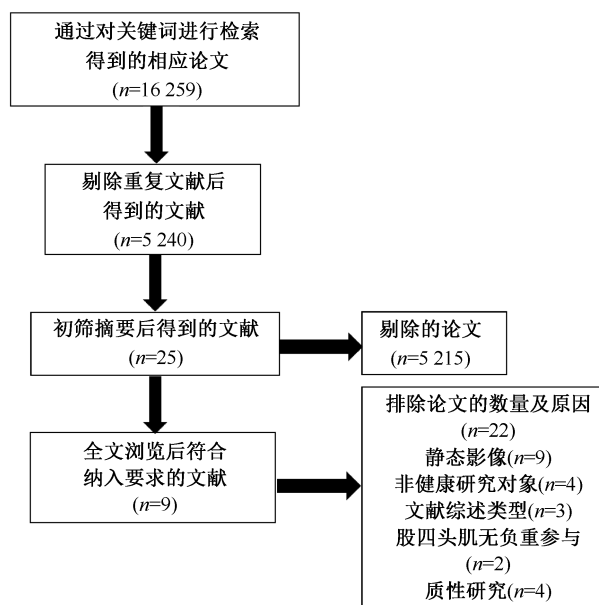 通过对关键词进行检索
得到的相应论文
(n=16 259)
剔除重复文献后
得到的文献
(n=5 240)
初筛摘要后得到的文献
(n=25)
剔除的论文
(n=5 215)
全文浏览后符合
纳入要求的文献
(n=9)
排除论文的数量及原因
(n=22)
静态影像(n=9)
非健康研究对象(n=4)
文献综述类型(n=3)
股四头肌无负重参与
(n=2)
质性研究(n=4)